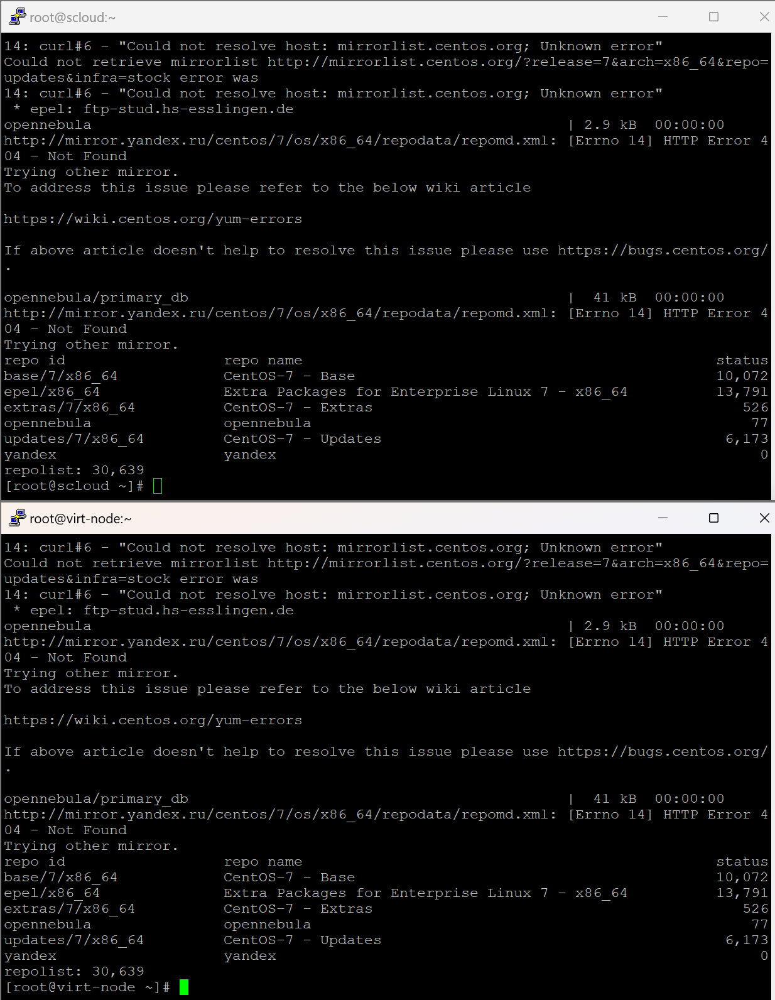 root@scloud:~
14: curl#6 - "Could not resolve host: mirrorlist.centos.org; Unknown error"
Could not retrieve mirrorlist http://mirrorlist.centos.org/?release=7&arch=x86_64&repo=
updates&infra=stock error was
14: curl#6 - "Could not resolve host: mirrorlist.centos.org; Unknown error"
 * epel: ftp-stud.hs-esslingen.de
opennebula | 2.9 kB 00:00:00
http://mirror.yandex.ru/centos/7/os/x86_64/repodata/repomd.xml: [Errno 14] HTTP Error 4
04 - Not Found
Trying other mirror.
To address this issue please refer to the below wiki article
https://wiki.centos.org/yum-errors
If above article doesn't help to resolve this issue please use https://bugs.centos.org/
.
opennebula/primary_db | 41 kB 00:00:00
http://mirror.yandex.ru/centos/7/os/x86_64/repodata/repomd.xml: [Errno 14] HTTP Error 4
04 - Not Found
Trying other mirror.
repo id repo name status
base/7/x86_64 CentOS-7 - Base 10,072
epel/x86_64 Extra Packages for Enterprise Linux 7 - x86_64 13,791
extras/7/x86_64 CentOS-7 - Extras 526
opennebula opennebula 77
updates/7/x86_64 CentOS-7 - Updates 6,173
yandex yandex 0
repolist: 30,639
[root@scloud ~]#
root@virt-node:~
14: curl#6 - "Could not resolve host: mirrorlist.centos.org; Unknown error"
Could not retrieve mirrorlist http://mirrorlist.centos.org/?release=7&arch=x86_64&repo=
updates&infra=stock error was
14: curl#6 - "Could not resolve host: mirrorlist.centos.org; Unknown error"
 * epel: ftp-stud.hs-esslingen.de
opennebula | 2.9 kB 00:00:00
http://mirror.yandex.ru/centos/7/os/x86_64/repodata/repomd.xml: [Errno 14] HTTP Error 4
04 - Not Found
Trying other mirror.
To address this issue please refer to the below wiki article
https://wiki.centos.org/yum-errors
If above article doesn't help to resolve this issue please use https://bugs.centos.org/
.
opennebula/primary_db | 41 kB 00:00:00
http://mirror.yandex.ru/centos/7/os/x86_64/repodata/repomd.xml: [Errno 14] HTTP Error 4
04 - Not Found
Trying other mirror.
repo id repo name status
base/7/x86_64 CentOS-7 - Base 10,072
epel/x86_64 Extra Packages for Enterprise Linux 7 - x86_64 13,791
extras/7/x86_64 CentOS-7 - Extras 526
opennebula opennebula 77
updates/7/x86_64 CentOS-7 - Updates 6,173
yandex yandex 0
repolist: 30,639
[root@virt-node ~]#